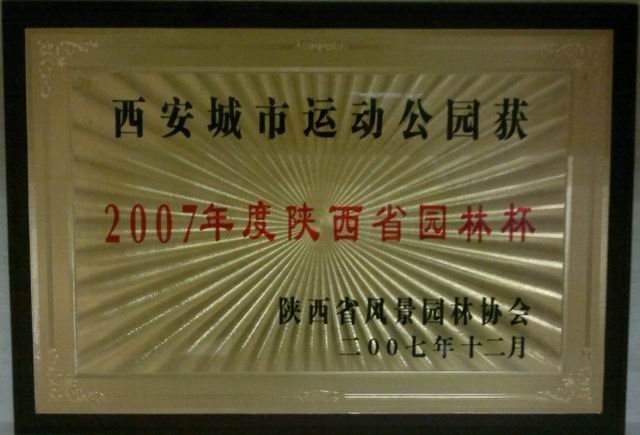 西安城市运动公园获
2007年度陕西省园林杯
陕西省风景园林协会
二00七年十二月